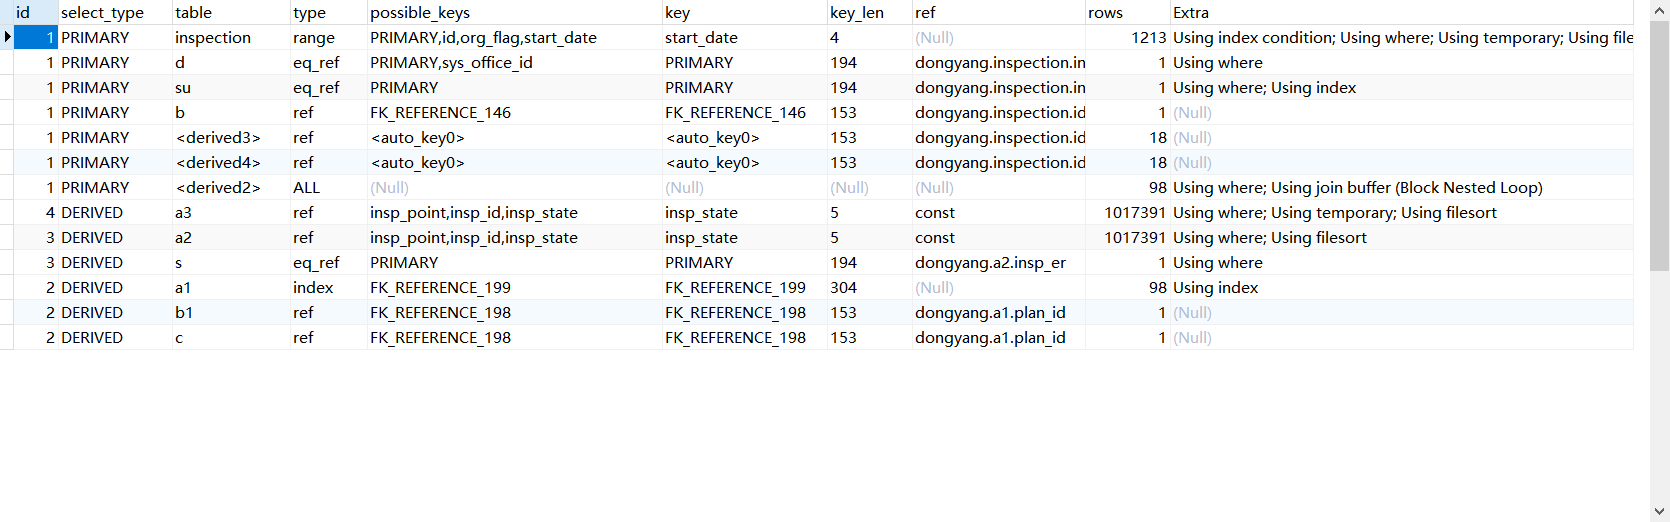 id select_type table type possible_keys key key_len ref rows Extra
1 PRIMARY inspection range PRIMARY,id,org_flag,start_date start_date 4 (Null) 1213 Using index condition; Using where; Using temporary; Using file
1 PRIMARY d eq_ref PRIMARY,sys_office_id PRIMARY 194 dongyang.inspection.in 1 Using where
1 PRIMARY su eq_ref PRIMARY PRIMARY 194 dongyang.inspection.in 1 Using where; Using index
1 PRIMARY b ref FK_REFERENCE_146 FK_REFERENCE_146 153 dongyang.inspection.id 1 (Null)
1 PRIMARY <derived3> ref <auto_key0> <auto_key0> 153 dongyang.inspection.id 18 (Null)
1 PRIMARY <derived4> ref <auto_key0> <auto_key0> 153 dongyang.inspection.id 18 (Null)
1 PRIMARY <derived2> ALL (Null) (Null) (Null) (Null) 98 Using where; Using join buffer (Block Nested Loop)
4 DERIVED a3 ref insp_point,insp_id,insp_state insp_state 5 const 1017391 Using where; Using temporary; Using filesort
3 DERIVED a2 ref insp_point,insp_id,insp_state insp_state 5 const 1017391 Using where; Using filesort
3 DERIVED s eq_ref PRIMARY PRIMARY 194 dongyang.a2.insp_er 1 Using where
2 DERIVED a1 index FK_REFERENCE_199 FK_REFERENCE_199 304 (Null) 98 Using index
2 DERIVED b1 ref FK_REFERENCE_198 FK_REFERENCE_198 153 dongyang.a1.plan_id 1 (Null)
2 DERIVED c ref FK_REFERENCE_198 FK_REFERENCE_198 153 dongyang.a1.plan_id 1 (Null)